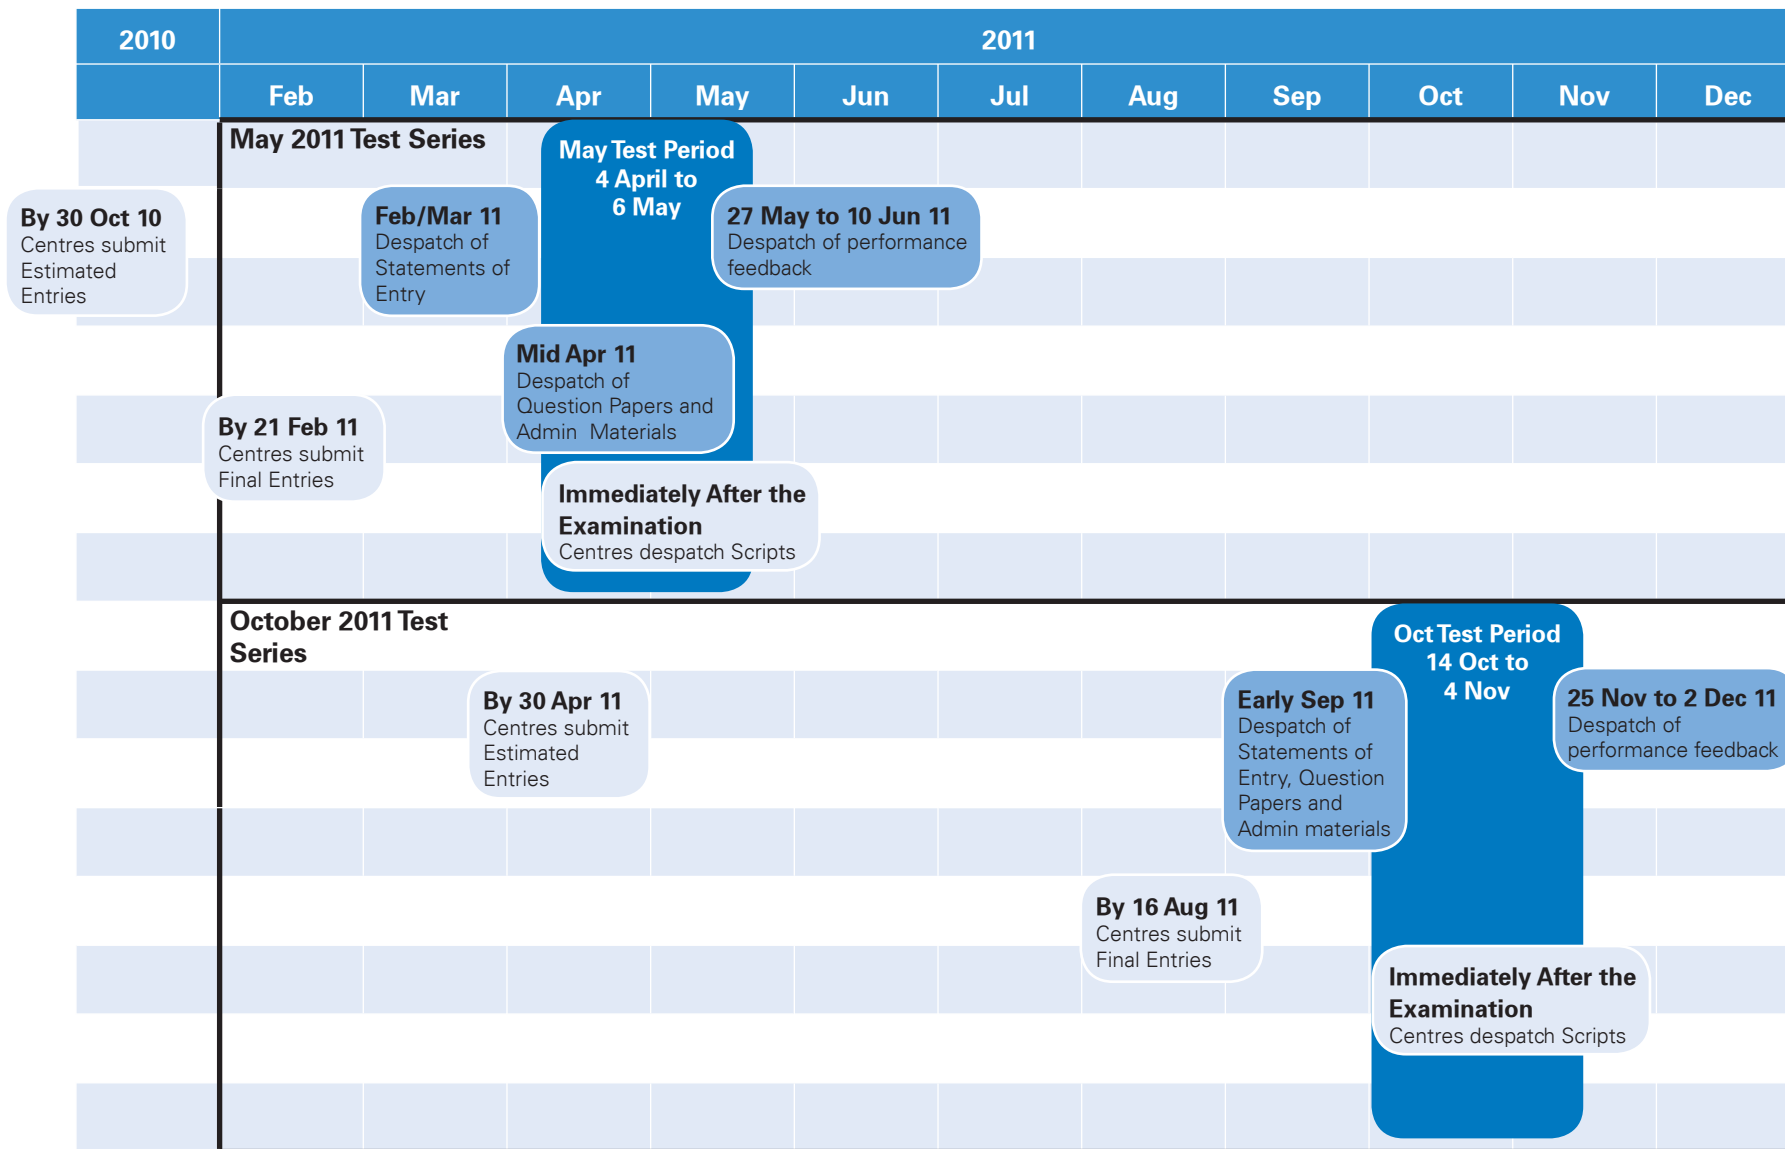 2010
2011
Feb
Mar
Apr
May
Jun
Jul
Aug
Sep
Oct
Nov
Dec
May 2011 Test Series
May Test Period
4 April to
6 May
By 30 Oct 10
Centres submit
Estimated
Entries
Feb/Mar 11
Despatch of
Statements of
Entry
27 May to 10 Jun 11
Despatch of performance
feedback
Mid Apr 11
Despatch of
Question Papers and
Admin Materials
By 21 Feb 11
Centres submit
Final Entries
Immediately After the
Examination
Centres despatch Scripts
October 2011 Test
Series
Oct Test Period
14 Oct to
4 Nov
By 30 Apr 11
Centres submit
Estimated
Entries
Early Sep 11
Despatch of
Statements of
Entry, Question
Papers and
Admin materials
25 Nov to 2 Dec 11
Despatch of
performance feedback
By 16 Aug 11
Centres submit
Final Entries
Immediately After the
Examination
Centres despatch Scripts